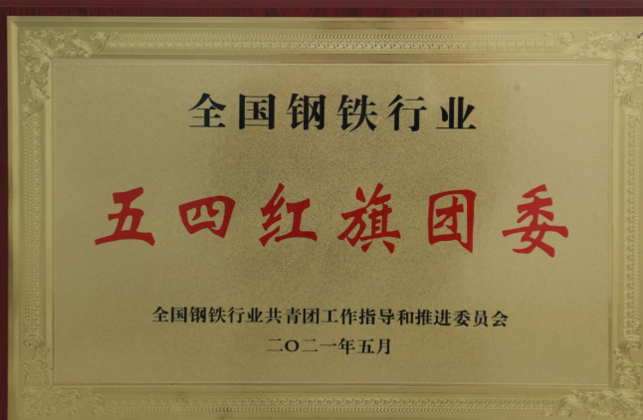 全国钢铁行业
五四红旗团委
全国钢铁行业共青团工作指导和推进委员会
二〇二一年五月